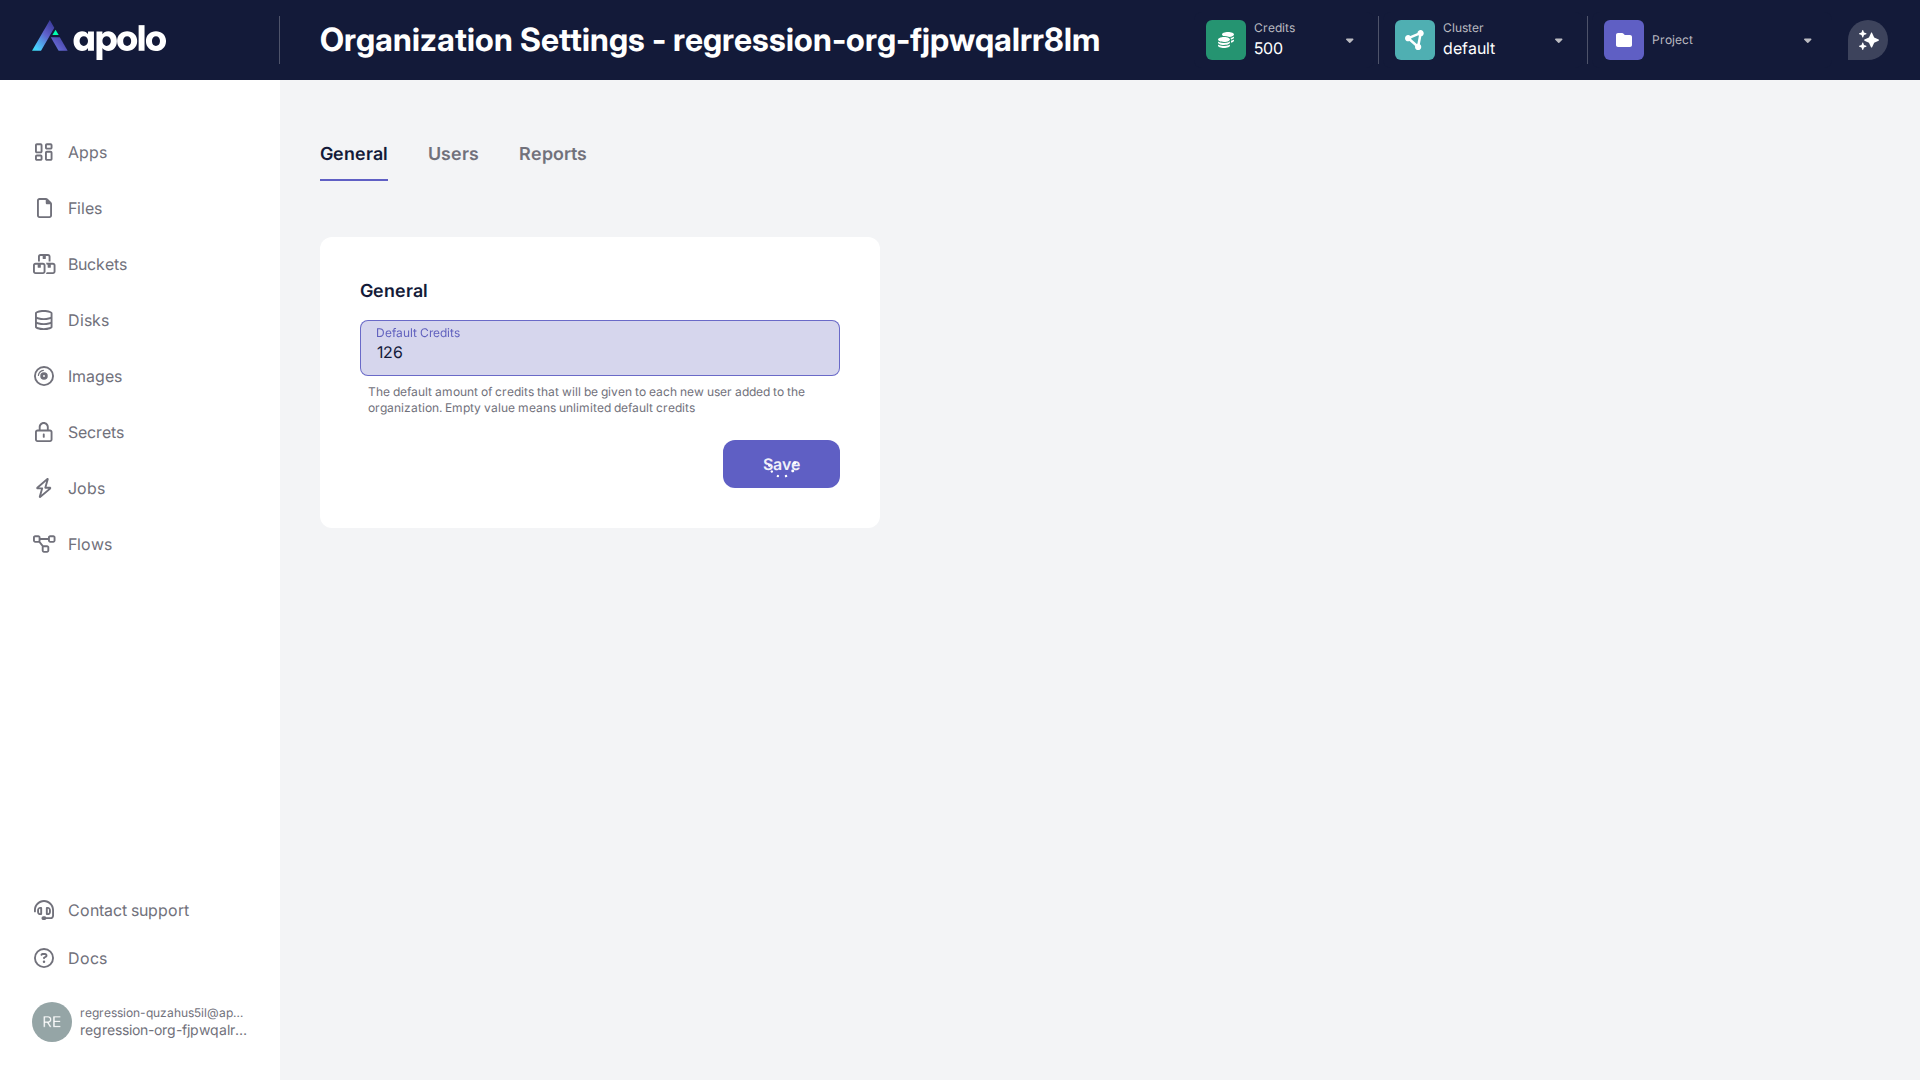 apolo
Organization Settings - regression-org-fjpwqalrr8lm
Credits
500
Cluster
default
Project
Apps
Files
Buckets
Disks
Images
Secrets
Jobs
Flows
Contact support
Docs
RE
regression-quzahus5il@ap...
regression-org-fjpwqalr...
General
Users
Reports
General
Default Credits
126
The default amount of credits that will be given to each new user added to the
organization. Empty value means unlimited default credits
Save